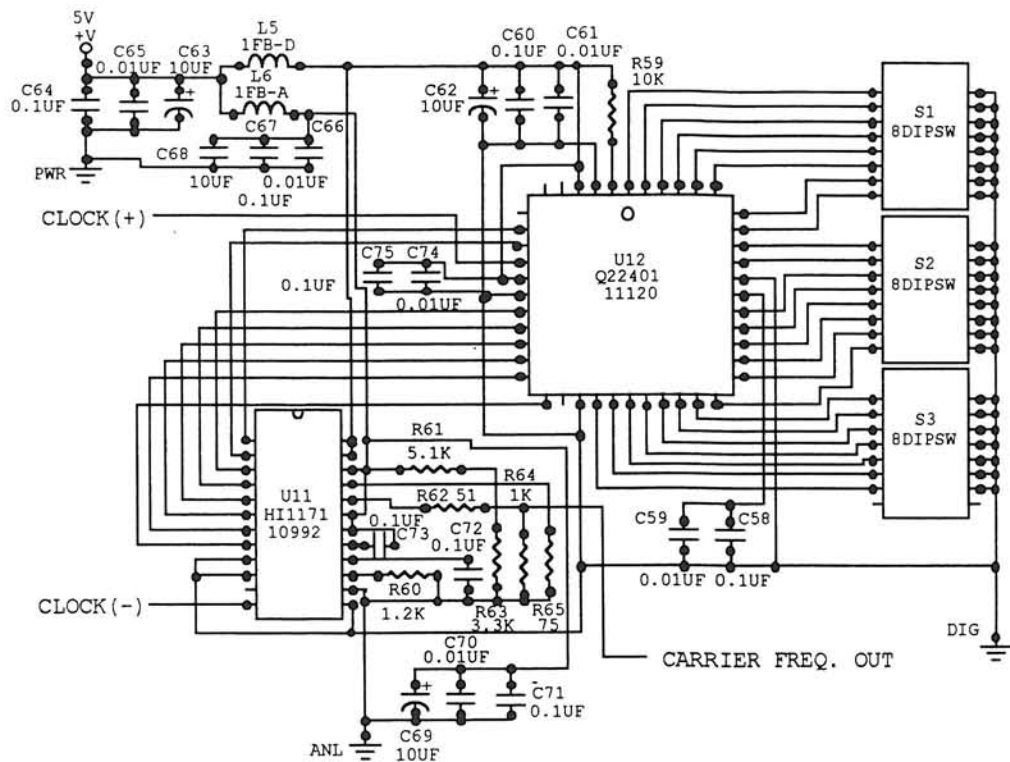 5V
+V
C65
0.01UF
C63
10UF
+
L5
1FB-D
L6
1FB-A
C64
0.1UF
PWR
C68
10UF
C67
0.1UF
C66
0.01UF
C60
0.1UF
C61
0.01UF
C62
10UF
+
R59
10K
S1
8DIPSW
S2
8DIPSW
S3
8DIPSW
CLOCK(+)
C75
0.1UF
C74
0.01UF
U12
Q22401
11120
U11
HI1171
10992
R61
5.1K
R62 51
R64
1K
0.1UF
C73
C72
0.1UF
R60
1.2K
R63
3.3K
R65
75
C59
0.01UF
C58
0.1UF
CLOCK(-)
C70
0.01UF
+
C69
10UF
-
C71
0.1UF
ANL
CARRIER FREQ. OUT
DIG